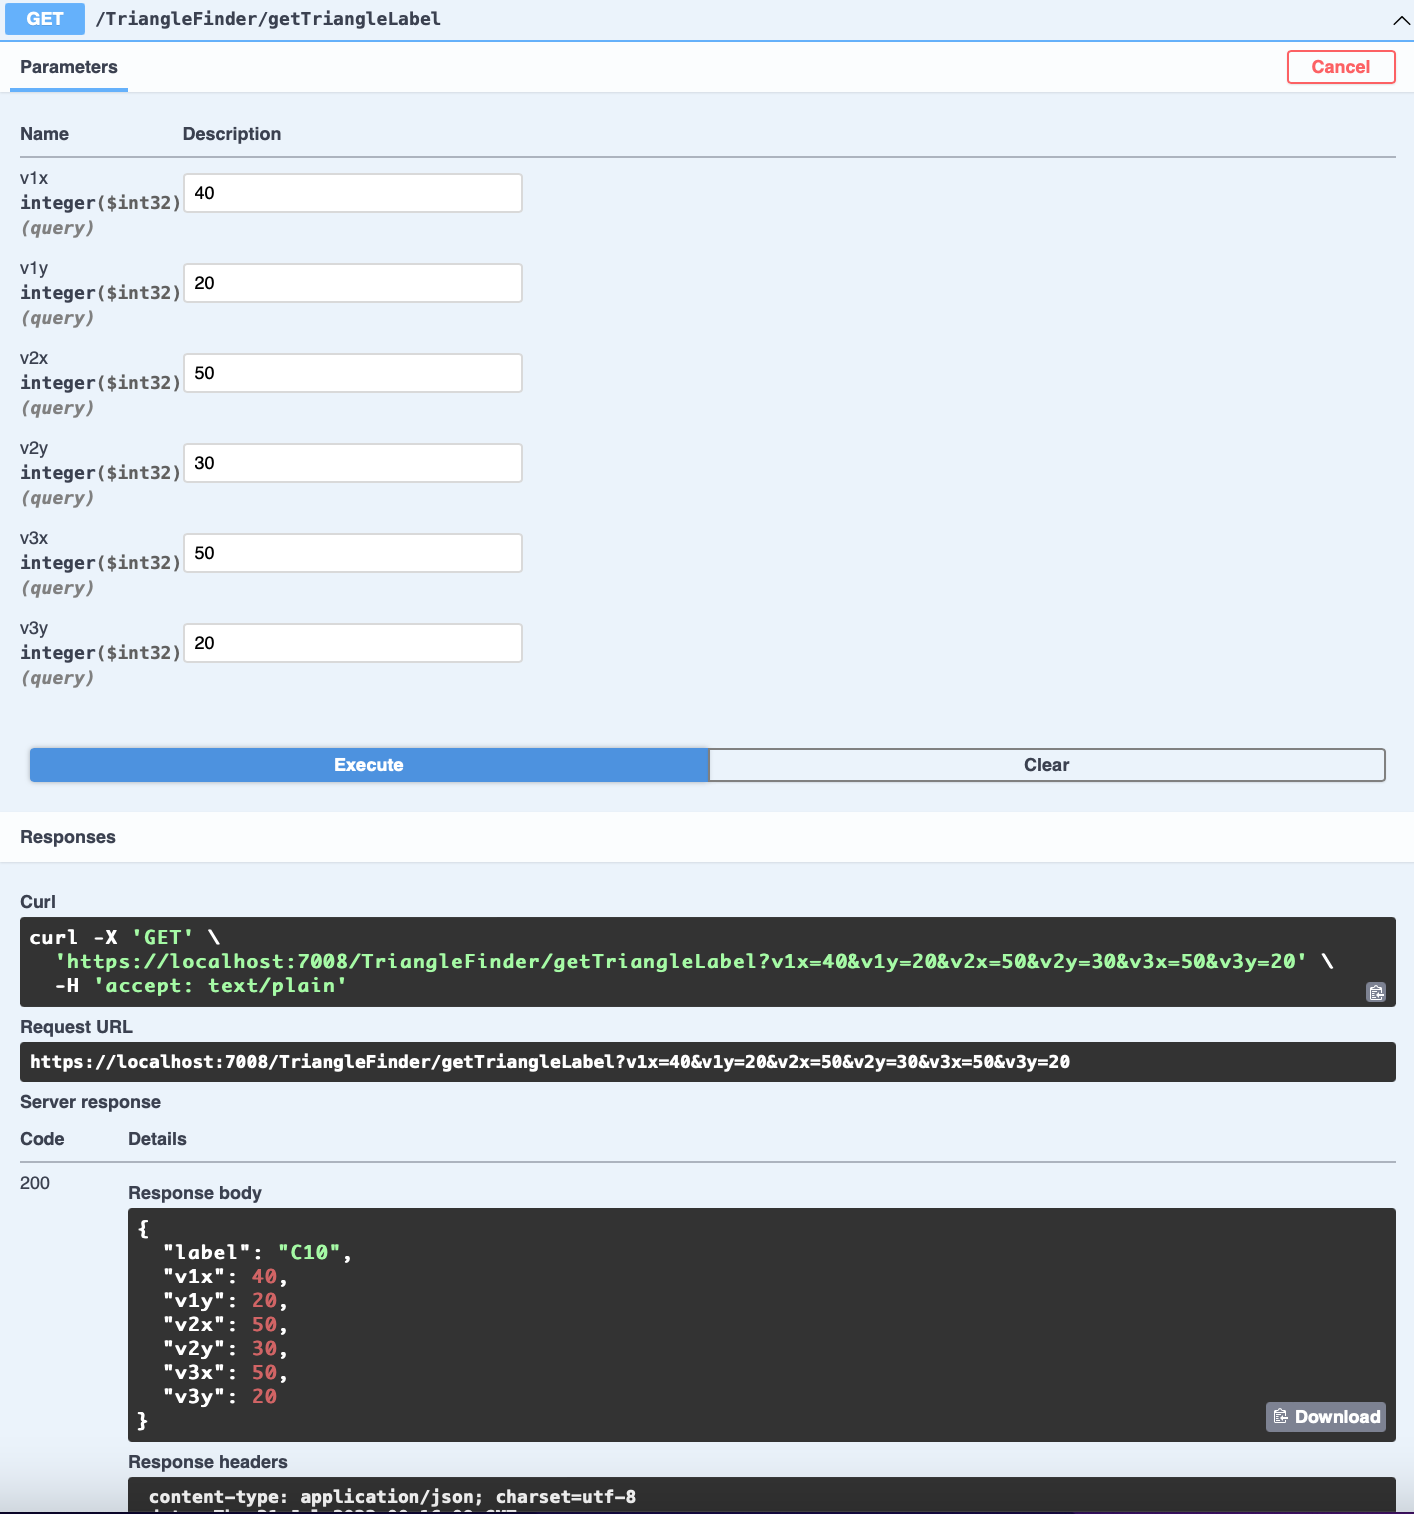 GET /TriangleFinder/getTriangleLabel
Parameters
Cancel
Name Description
v1x
integer($int32)
(query)
40
v1y
integer($int32)
(query)
20
v2x
integer($int32)
(query)
50
v2y
integer($int32)
(query)
30
v3x
integer($int32)
(query)
50
v3y
integer($int32)
(query)
20
Execute
Clear
Responses
Curl
curl -X 'GET' \
'https://localhost:7008/TriangleFinder/getTriangleLabel?v1x=40&v1y=20&v2x=50&v2y=30&v3x=50&v3y=20' \
-H 'accept: text/plain'
Request URL
https://localhost:7008/TriangleFinder/getTriangleLabel?v1x=40&v1y=20&v2x=50&v2y=30&v3x=50&v3y=20
Server response
Code Details
200
Response body
{
"label": "C10",
"v1x": 40,
"v1y": 20,
"v2x": 50,
"v2y": 30,
"v3x": 50,
"v3y": 20
}
Download
Response headers
content-type: application/json; charset=utf-8